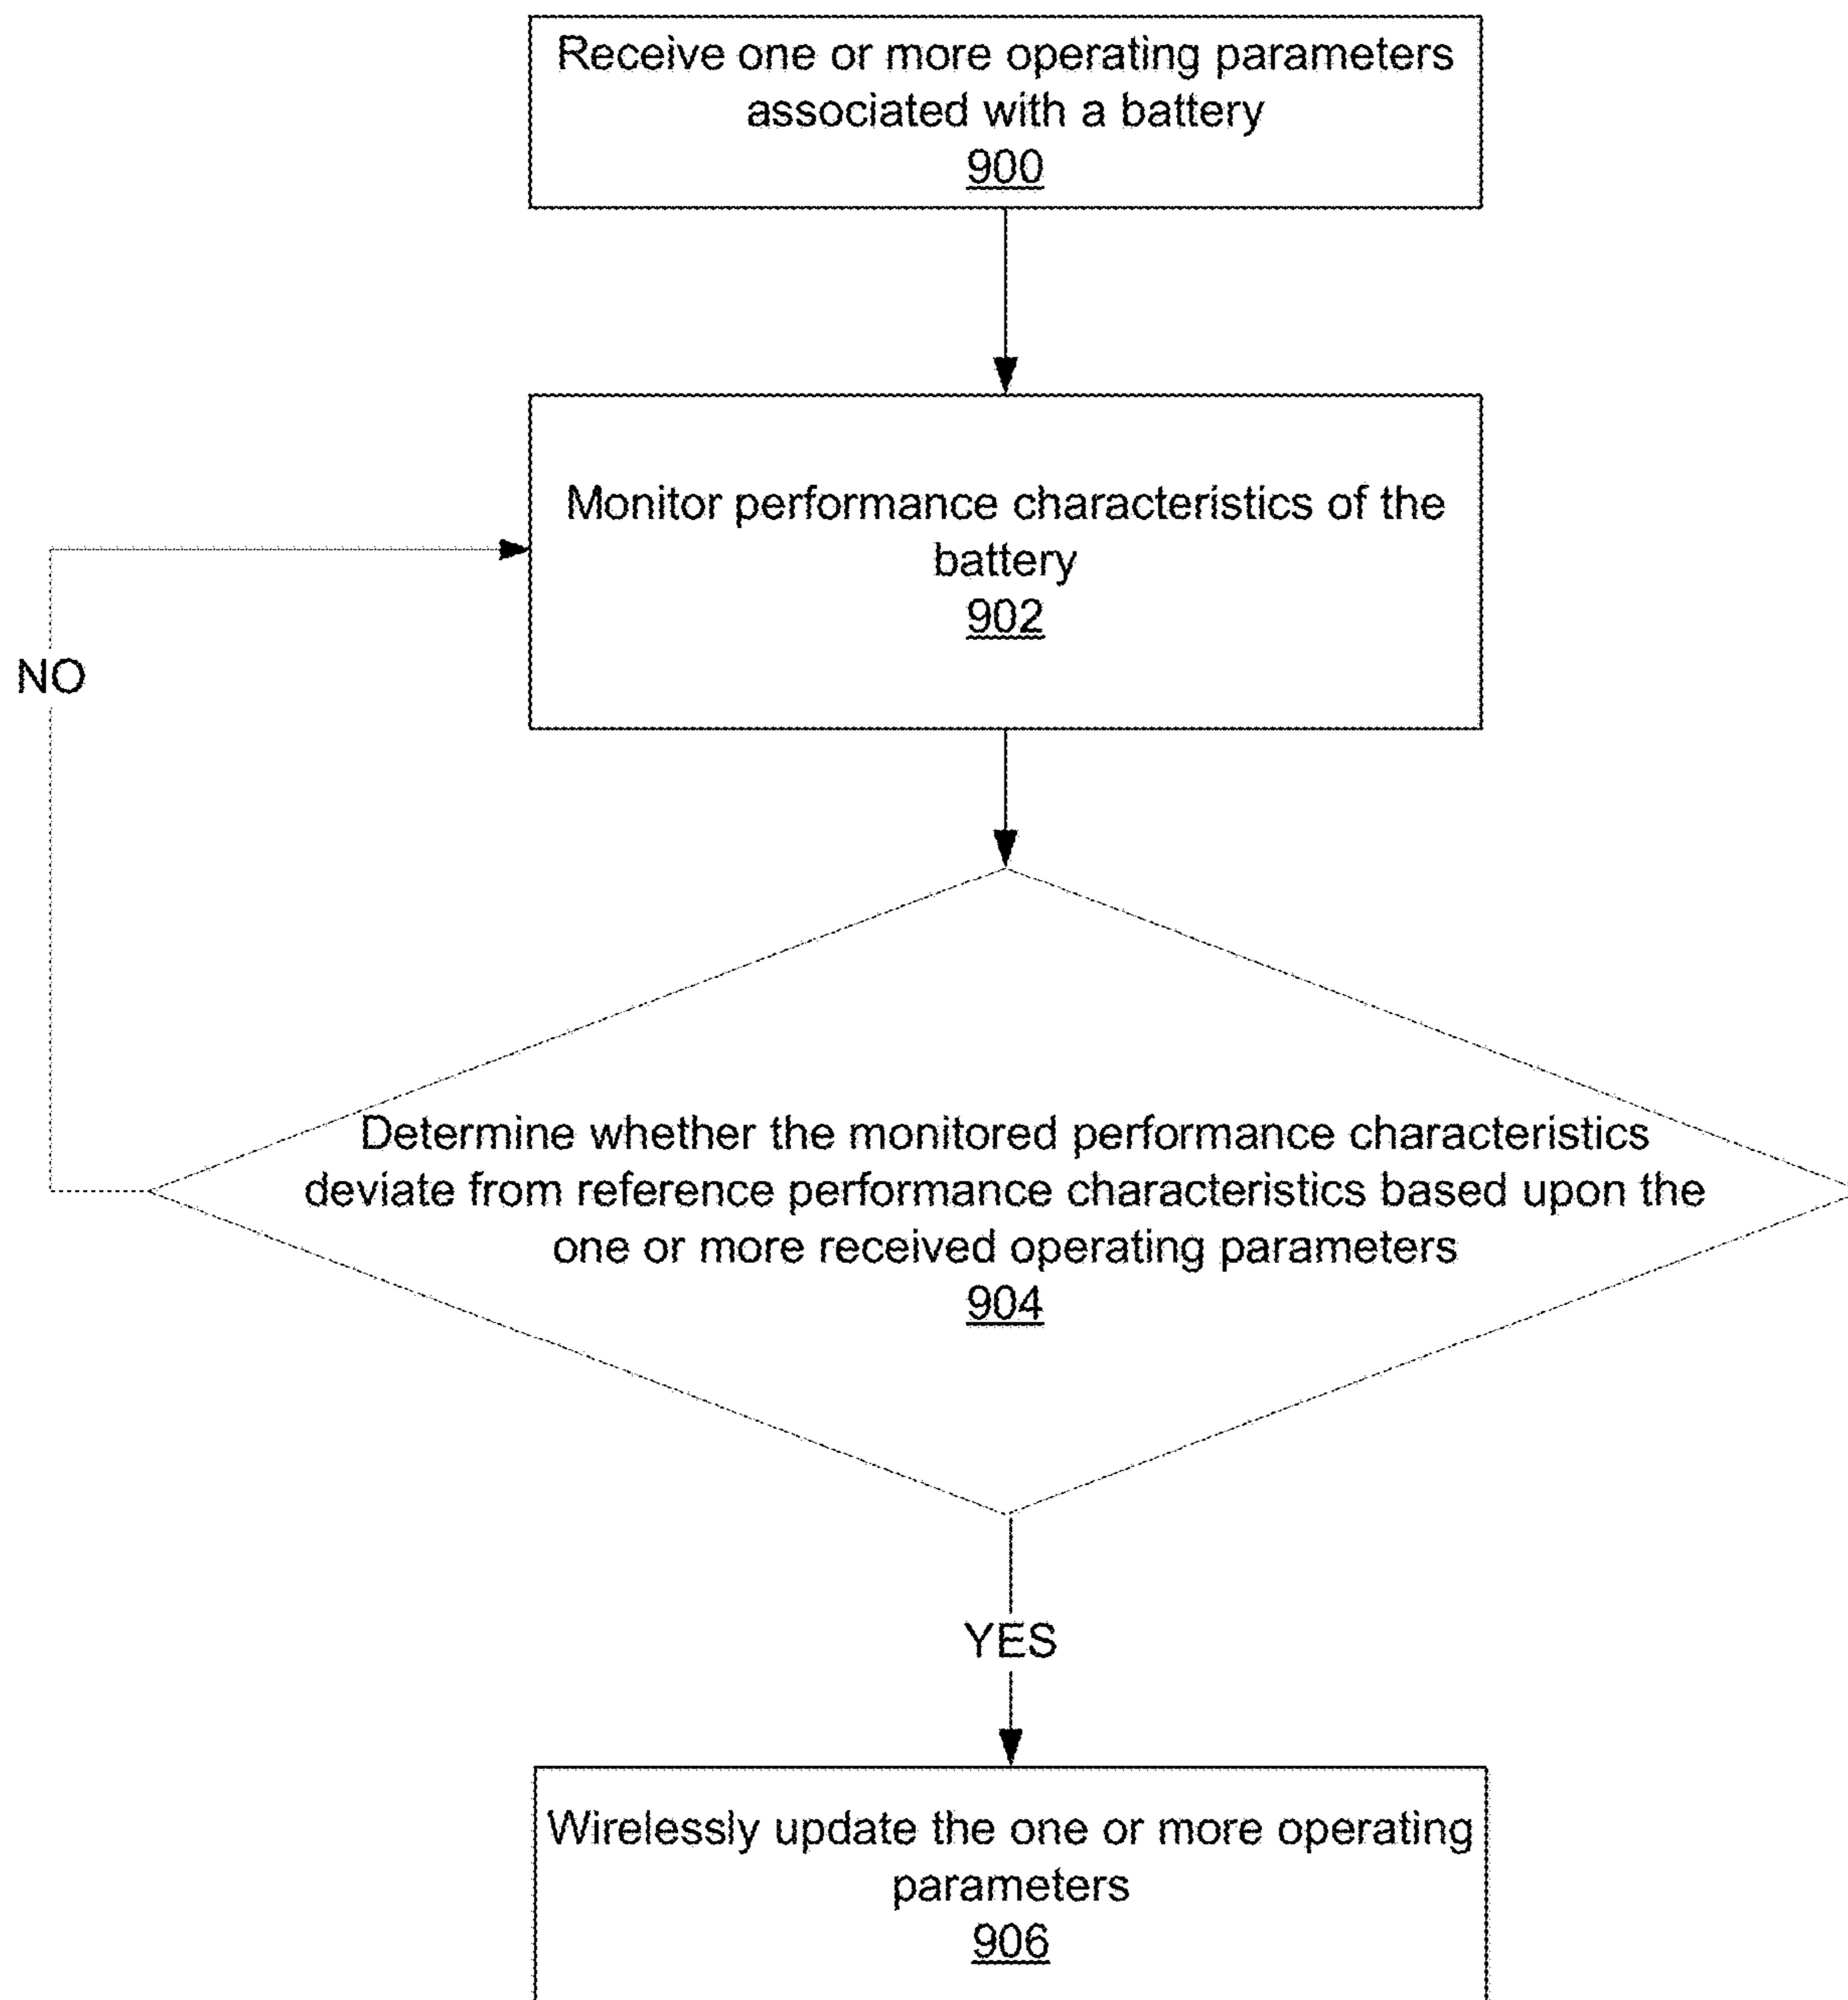 Receive one or more operating parameters
associated with a battery
900
Monitor performance characteristics of the
battery
902
NO
Determine whether the monitored performance characteristics
deviate from reference performance characteristics based upon the
one or more received operating parameters
904
YES
Wirelessly update the one or more operating
parameters
906